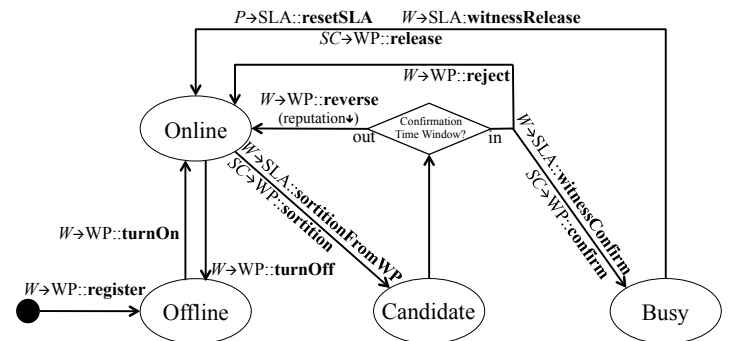 P→SLA::resetSLA W→SLA:witnessRelease
SC→WP::release
W→WP::reject
W→WP::reverse
(reputation↓)
Confirmation
Time Window?
out
in
Online
W→SLA::sortitionFromWP
SC→WP::sortition
W→SLA::witnessConfirm
SC→WP::confirm
W→WP::turnOn
W→WP::turnOff
W→WP::register
Offline
Candidate
Busy